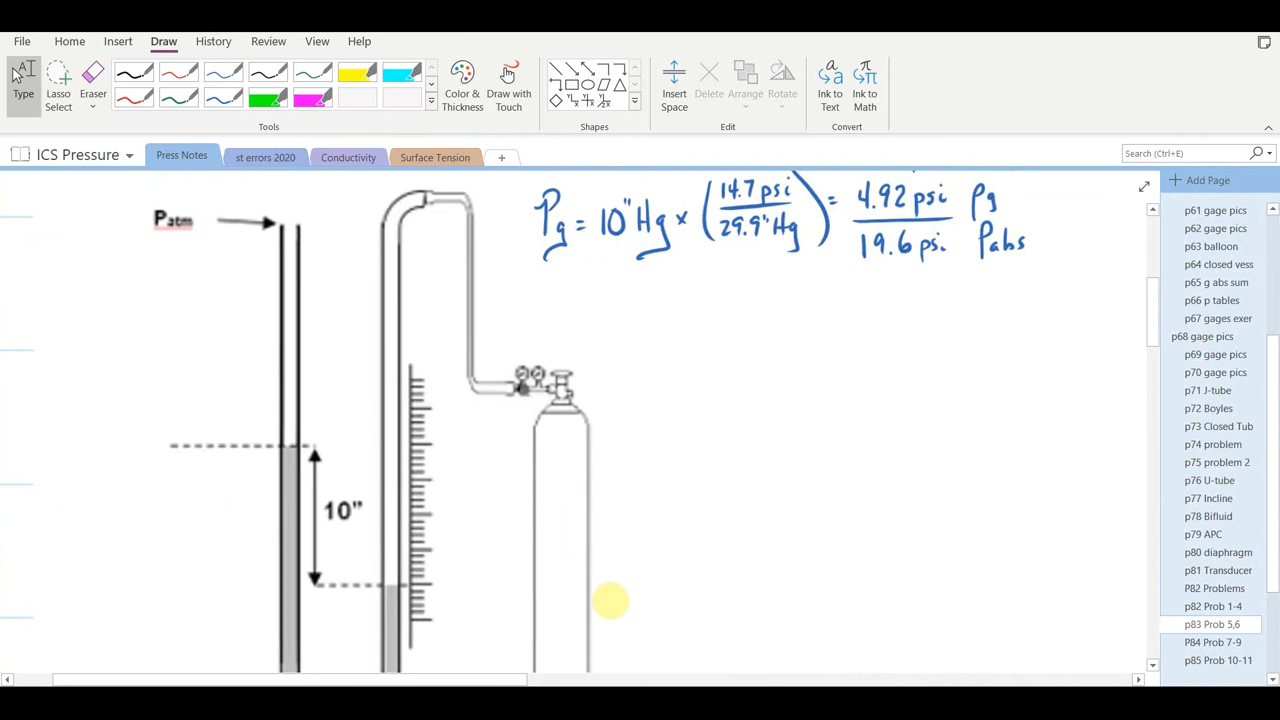 File Home Insert Draw History Review View Help
Type Lasso Select Eraser Color & Thickness Draw with Touch Insert Space Delete Arrange Rotate Ink to Text Ink to Math
Tools Shapes Edit Convert
ICS Pressure Press Notes st errors 2020 Conductivity Surface Tension + Search (Ctrl+E)
Add Page
p61 gage pics
p62 gage pics
p63 balloon
p64 closed vess
p65 g abs sum
p66 p tables
p67 gages exer
p68 gage pics
p69 gage pics
p70 gage pics
p71 J-tube
p72 Boyles
p73 Closed Tub
p74 problem
p75 problem 2
p76 U-tube
p77 Incline
p78 Bifluid
p79 APC
p80 diaphragm
p81 Transducer
P82 Problems
p82 Prob 1-4
p83 Prob 5,6
P84 Prob 7-9
p85 Prob 10-11
Patm
Pg = 10" Hg × (14.7 psi / 29.9" Hg) = 4.92 psi Pg
19.6 psi Pabs
10"